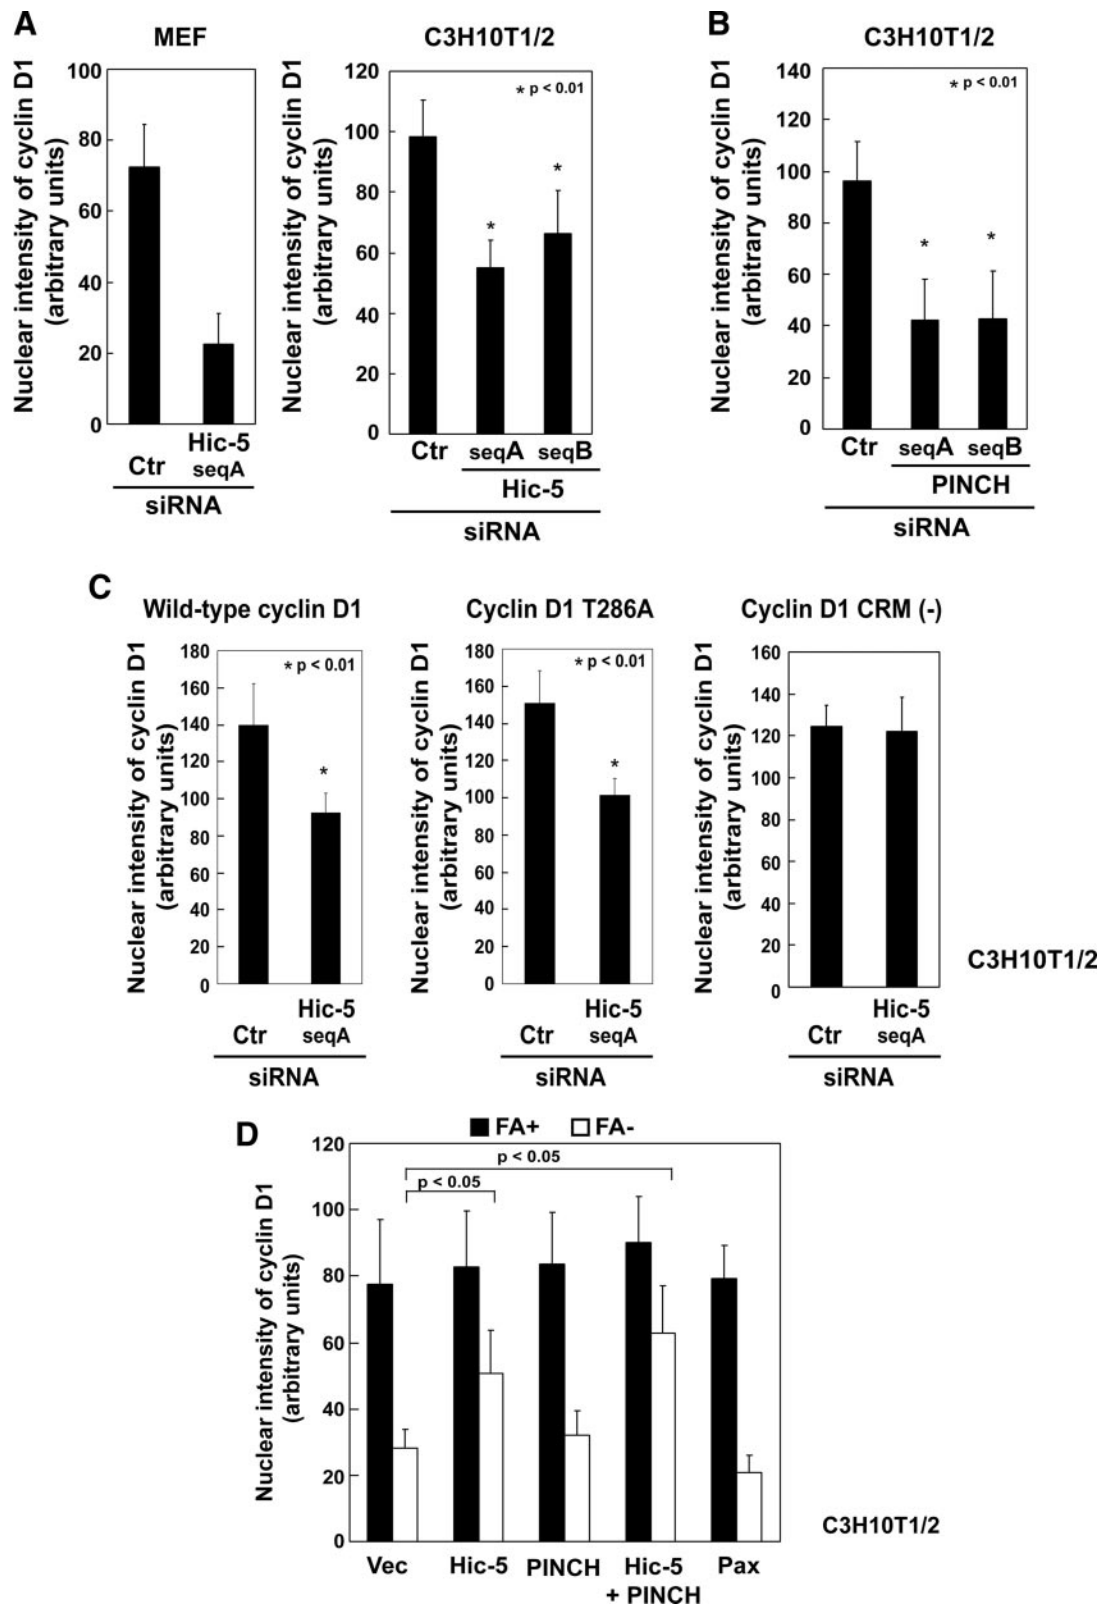 A
MEF
Nuclear intensity of cyclin D1
(arbitrary units)
100
80
60
40
20
0
Ctr
Hic-5
seqA
siRNA
C3H10T1/2
Nuclear intensity of cyclin D1
(arbitrary units)
120
100
80
60
40
20
0
* p < 0.01
*
*
Ctr
seqA
seqB
Hic-5
siRNA
B
C3H10T1/2
Nuclear intensity of cyclin D1
(arbitrary units)
140
120
100
80
60
40
20
0
* p < 0.01
*
*
Ctr
seqA
seqB
PINCH
siRNA
C
Wild-type cyclin D1
Nuclear intensity of cyclin D1
(arbitrary units)
180
160
140
120
100
80
60
40
20
0
* p < 0.01
*
Ctr
Hic-5
seqA
siRNA
Cyclin D1 T286A
Nuclear intensity of cyclin D1
(arbitrary units)
180
160
140
120
100
80
60
40
20
0
* p < 0.01
*
Ctr
Hic-5
seqA
siRNA
Cyclin D1 CRM (-)
Nuclear intensity of cyclin D1
(arbitrary units)
160
140
120
100
80
60
40
20
0
Ctr
Hic-5
seqA
siRNA
C3H10T1/2
D
FA+ FA-
Nuclear intensity of cyclin D1
(arbitrary units)
120
100
80
60
40
20
0
p < 0.05
p < 0.05
Vec
Hic-5
PINCH
Hic-5
+ PINCH
Pax
C3H10T1/2